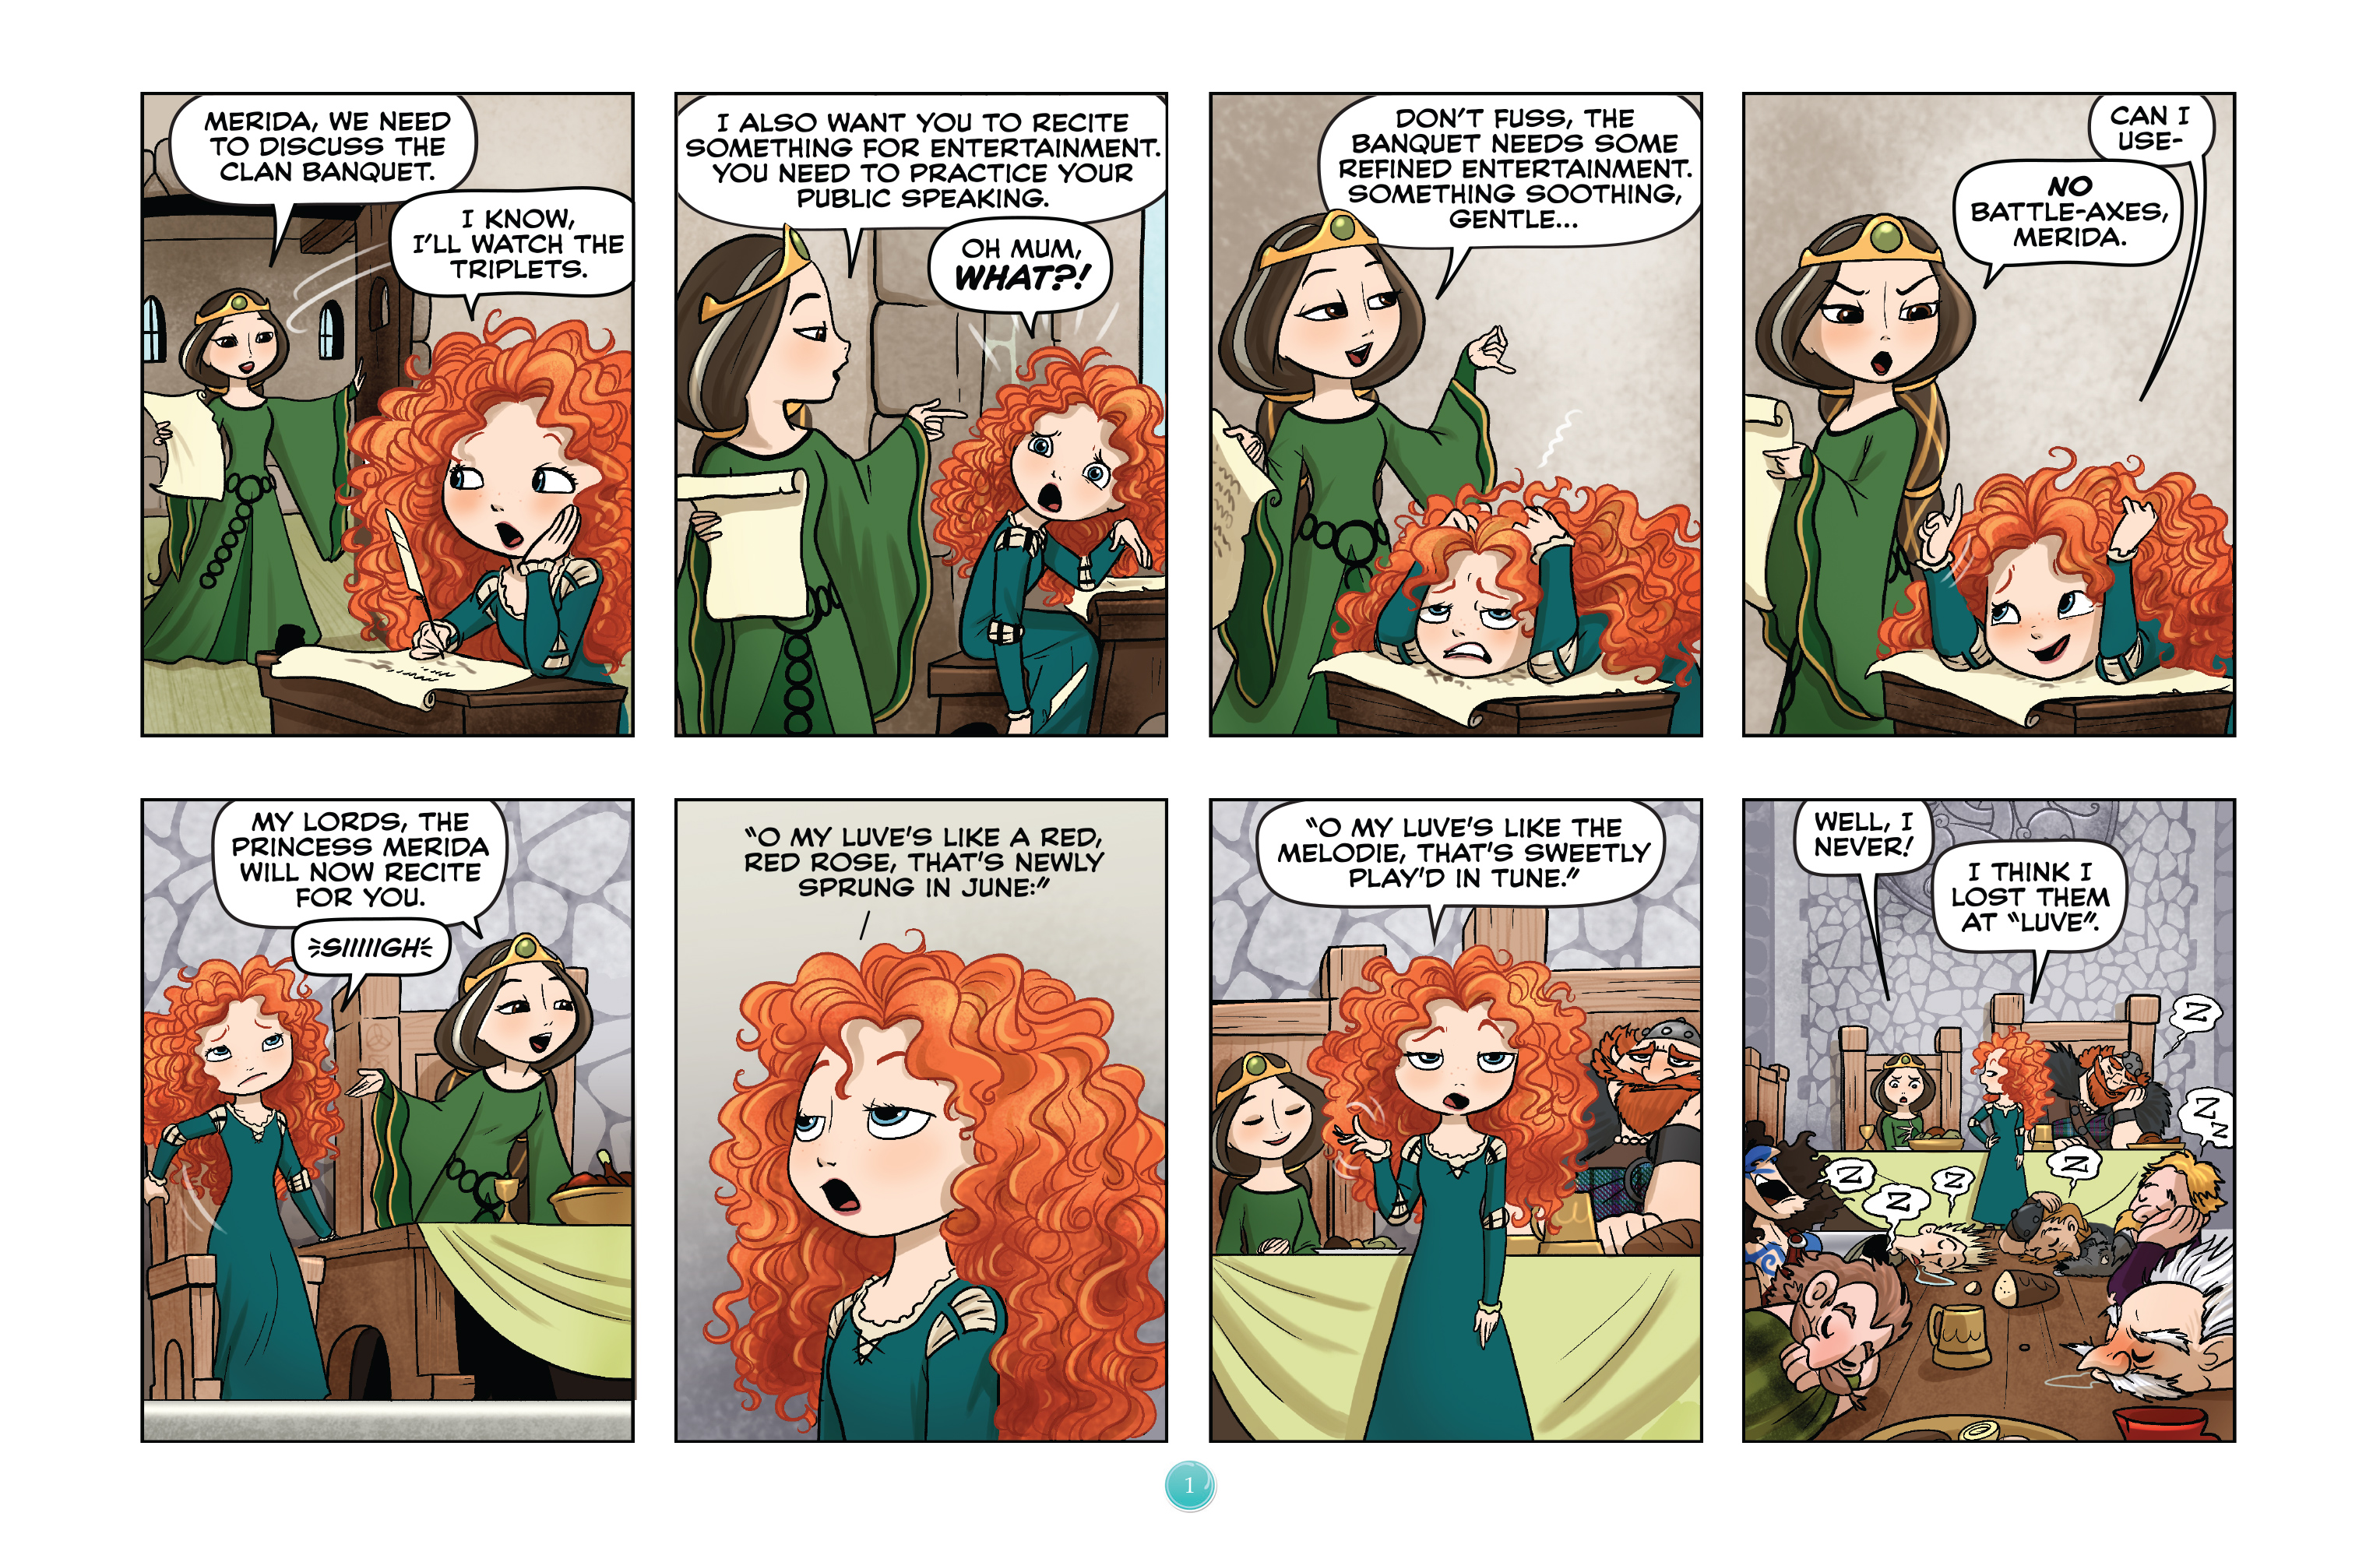 MERIDA, WE NEED
TO DISCUSS THE
CLAN BANQUET.
I KNOW,
I'LL WATCH THE
TRIPLETS.
I ALSO WANT YOU TO RECITE
SOMETHING FOR ENTERTAINMENT.
YOU NEED TO PRACTICE YOUR
PUBLIC SPEAKING.
OH MUM,
WHAT?!
DON'T FUSS, THE
BANQUET NEEDS SOME
REFINED ENTERTAINMENT.
SOMETHING SOOTHING,
GENTLE...
CAN I
USE-
NO
BATTLE-AXES,
MERIDA.
MY LORDS, THE
PRINCESS MERIDA
WILL NOW RECITE
FOR YOU.
SIIIIIGH
"O MY LUVE'S LIKE A RED,
RED ROSE, THAT'S NEWLY
SPRUNG IN JUNE:"
"O MY LUVE'S LIKE THE
MELODIE, THAT'S SWEETLY
PLAY'D IN TUNE."
WELL, I
NEVER!
I THINK I
LOST THEM
AT "LUVE".
Z
Z
Z
Z
Z
Z
Z
1